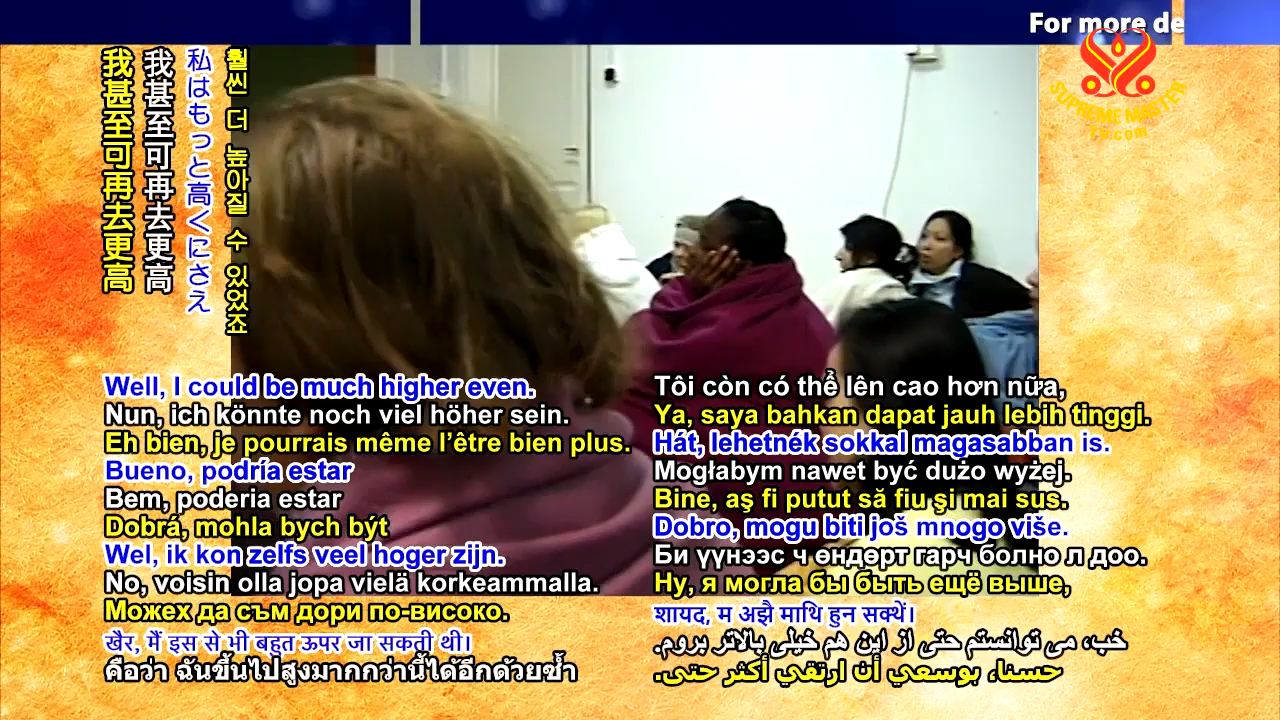 For more de
SUPREME MASTER
TV.com
我甚至可再去更高
我甚至可再去更高
私はもっと高くにさえ
훨씬 더 높아질 수 있었죠
Well, I could be much higher even.
Nun, ich könnte noch viel höher sein.
Eh bien, je pourrais même l’être bien plus.
Bueno, podría estar
Bem, poderia estar
Dobrá, mohla bych být
Wel, ik kon zelfs veel hoger zijn.
No, voisin olla jopa vielä korkeammalla.
Можех да съм дори по-високо.
खैर, मैं इस से भी बहुत ऊपर जा सकती थी।
คือว่า ฉันขึ้นไปสูงมากกว่านี้ได้อีกด้วยซ้ำ
Tôi còn có thể lên cao hơn nữa,
Ya, saya bahkan dapat jauh lebih tinggi.
Hát, lehetnék sokkal magasabban is.
Mogłabym nawet być dużo wyżej.
Bine, aş fi putut să fiu şi mai sus.
Dobro, mogu biti još mnogo više.
Би үүнээс ч өндөрт гарч болно л доо.
Ну, я могла бы быть ещё выше,
शायद, म अझै माथि हुन सक्थें।
خب، می توانستم حتی از این هم خیلی بالاتر بروم.
حسنا، بوسعي أن ارتقي أكثر حتى.